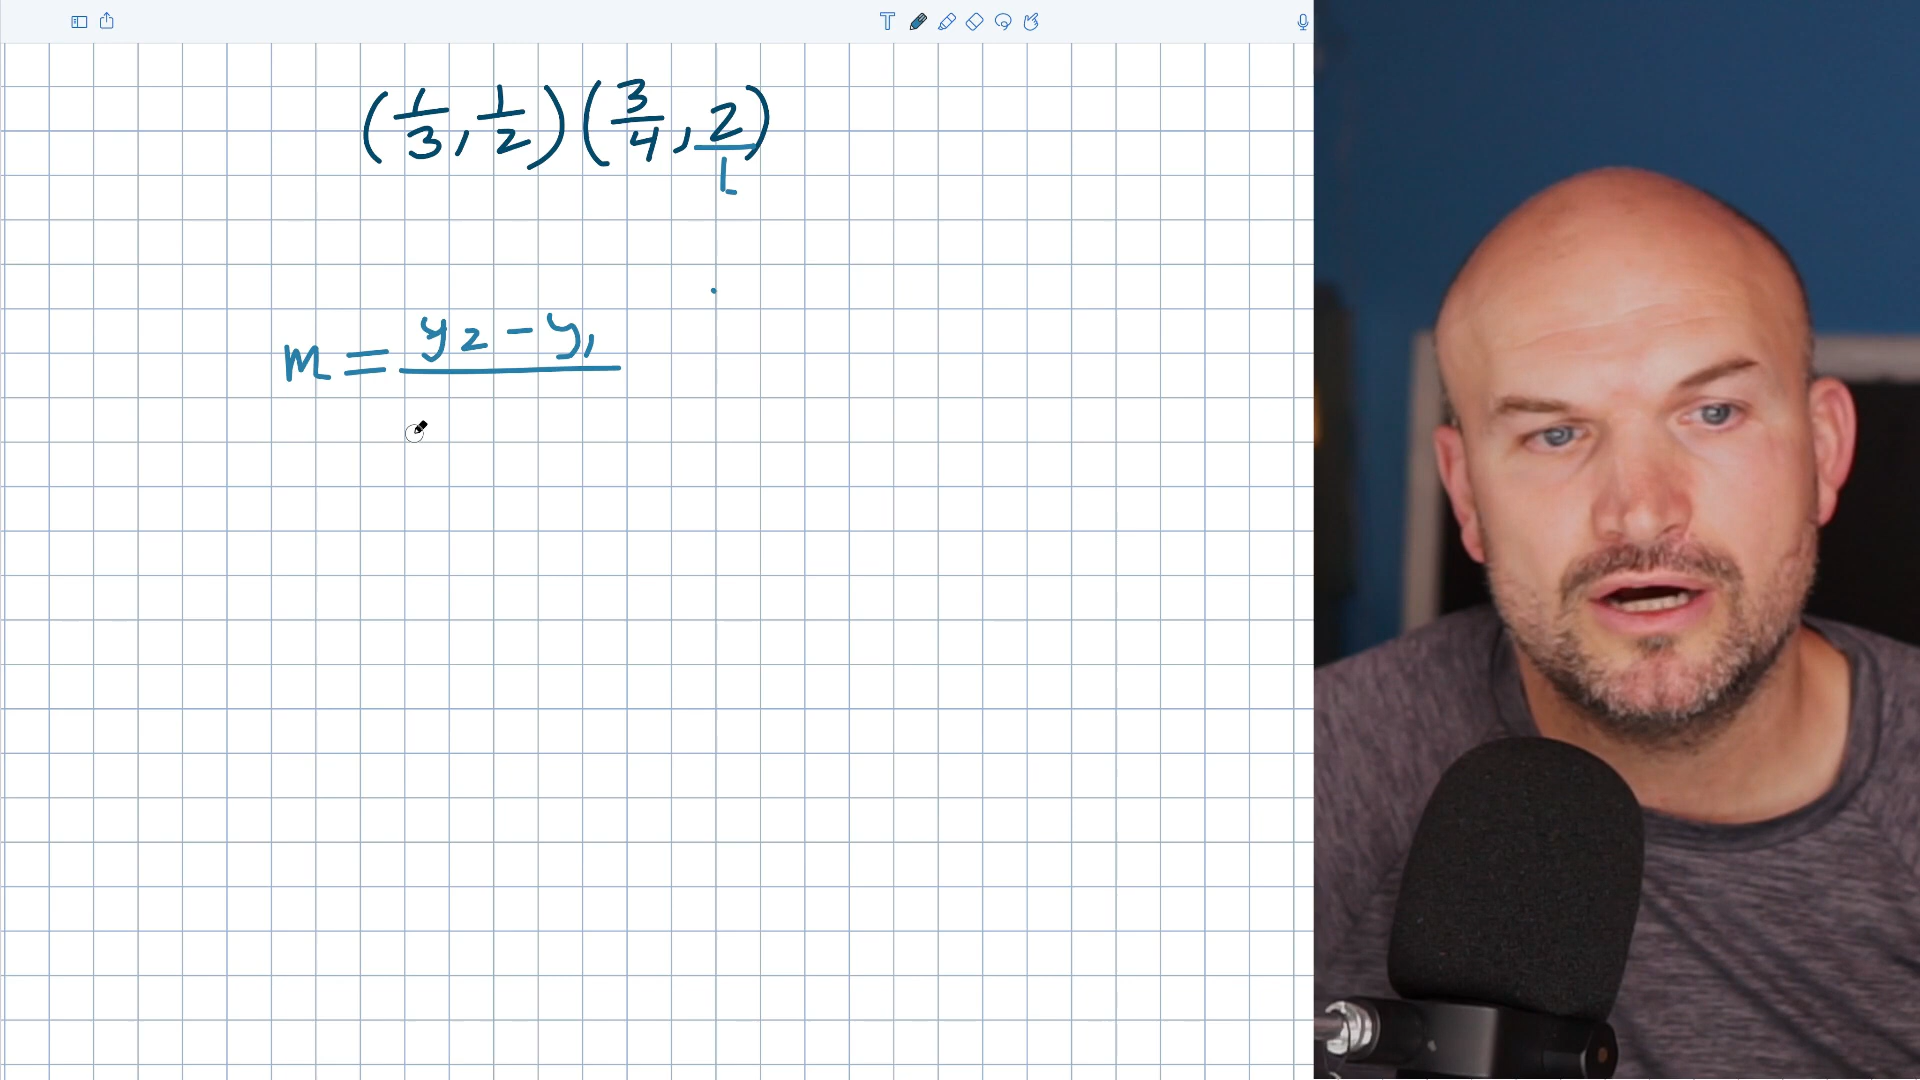 (1/3, 1/2) (3/4, 2/1)
m = y2 - y1